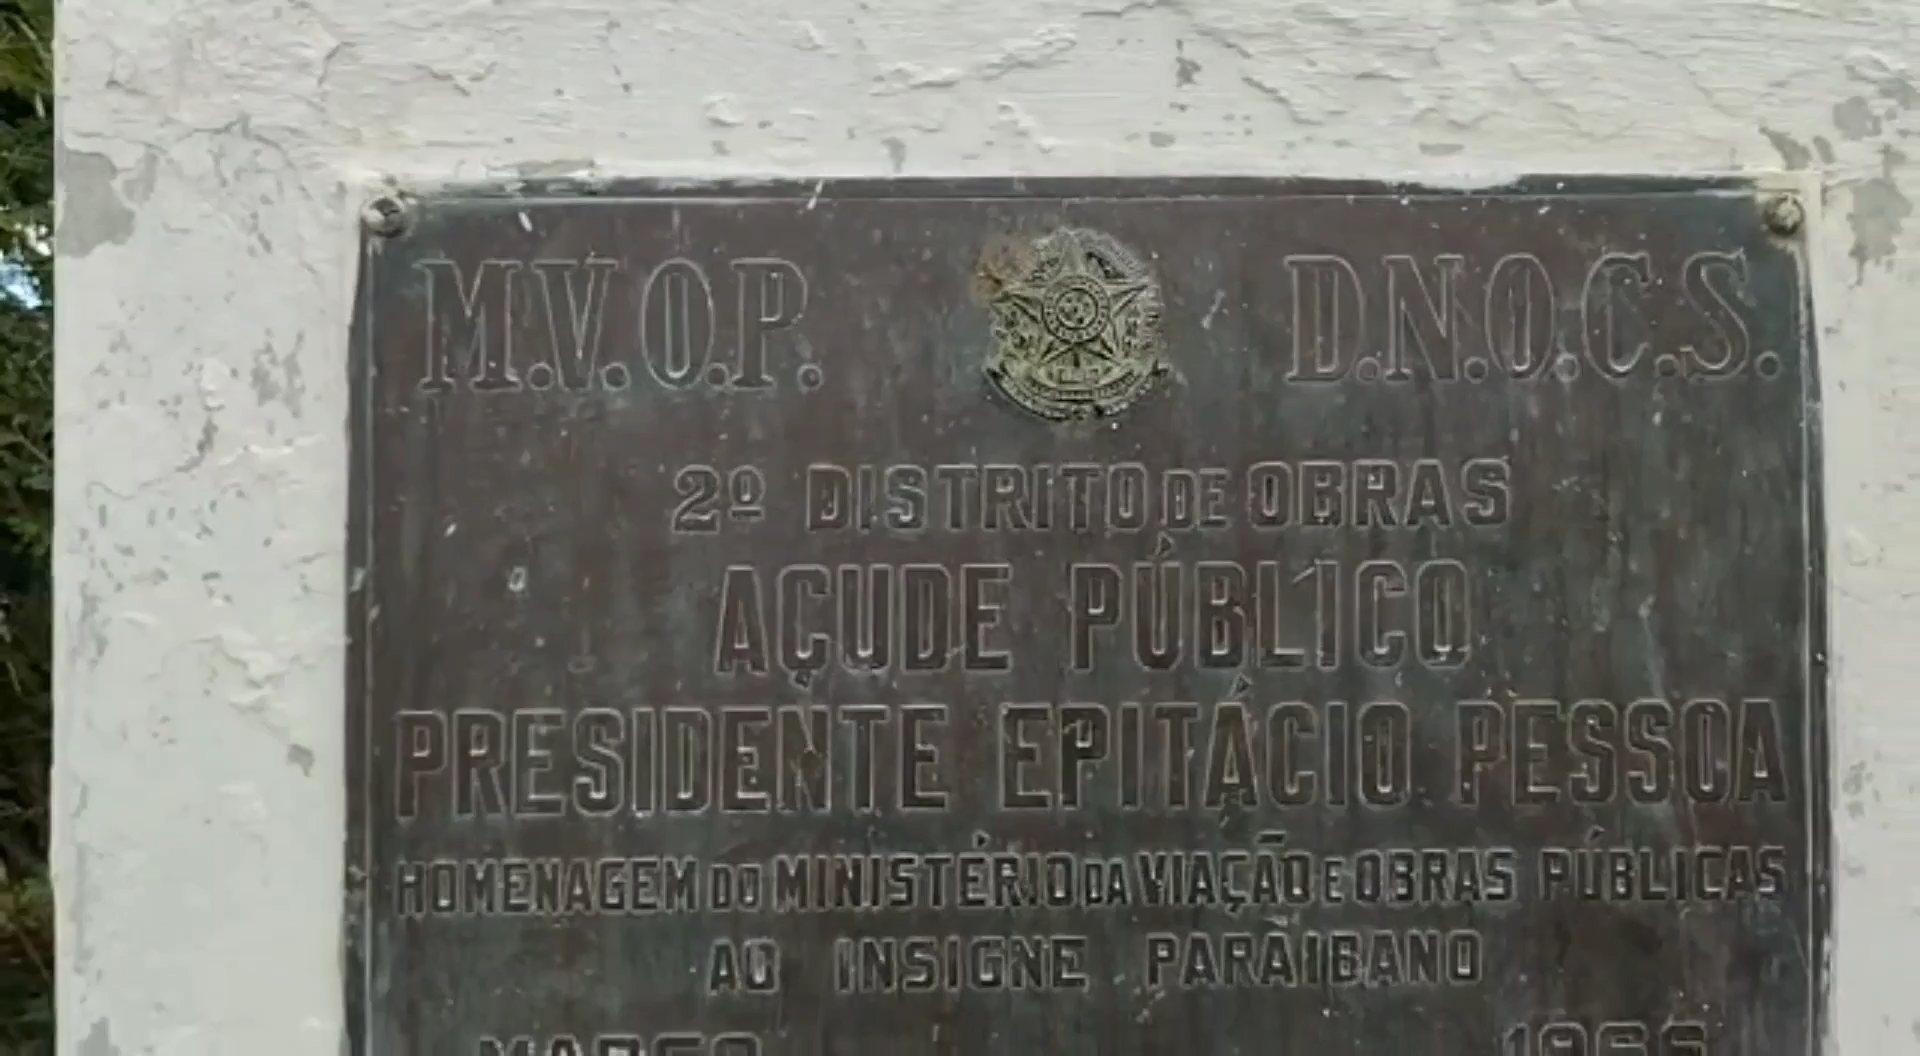 M.V.O.P. D.N.O.C.S.
2º DISTRITO DE OBRAS
AÇUDE PÚBLICO
PRESIDENTE EPITÁCIO PESSOA
HOMENAGEM DO MINISTÉRIO DA VIAÇÃO E OBRAS PÚBLICAS
AO INSIGNE PARAIBANO
MARÇO